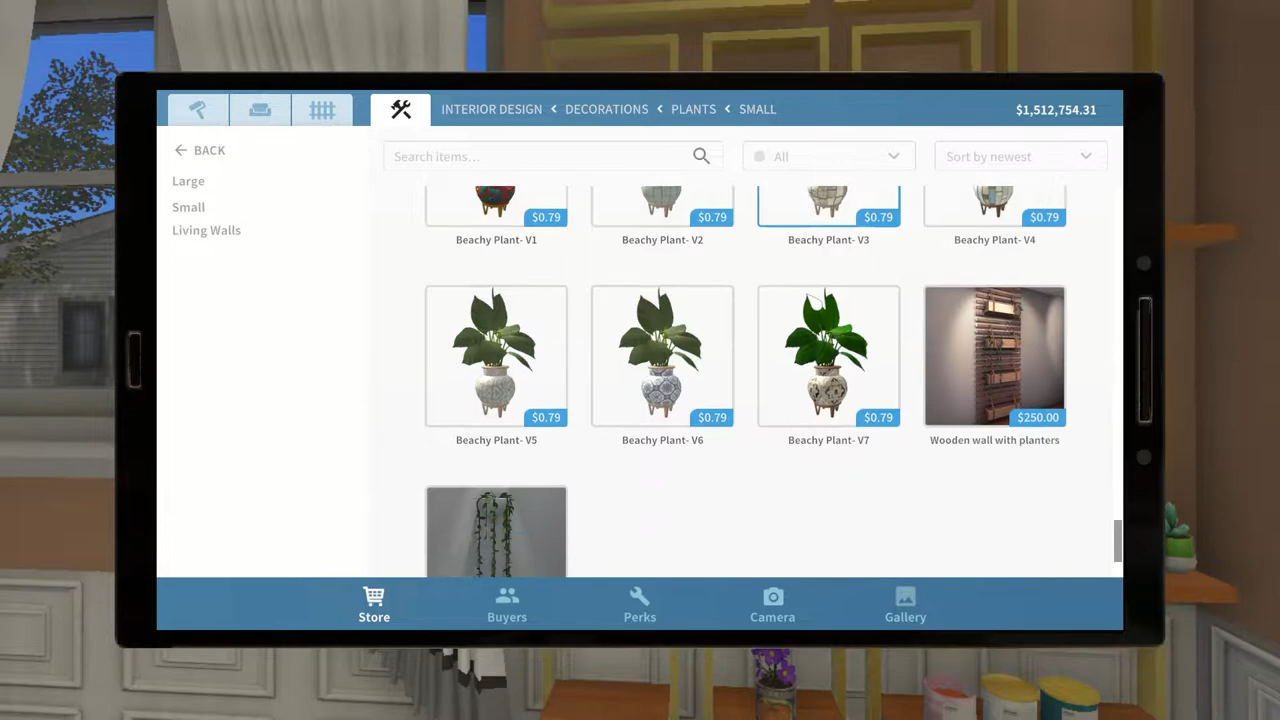 INTERIOR DESIGN < DECORATIONS < PLANTS < SMALL
$1,512,754.31
BACK
Large
Small
Living Walls
Search items...
All
Sort by newest
$0.79
$0.79
$0.79
$0.79
Beachy Plant- V1
Beachy Plant- V2
Beachy Plant- V3
Beachy Plant- V4
$0.79
$0.79
$0.79
$250.00
Beachy Plant- V5
Beachy Plant- V6
Beachy Plant- V7
Wooden wall with planters
Store
Buyers
Perks
Camera
Gallery